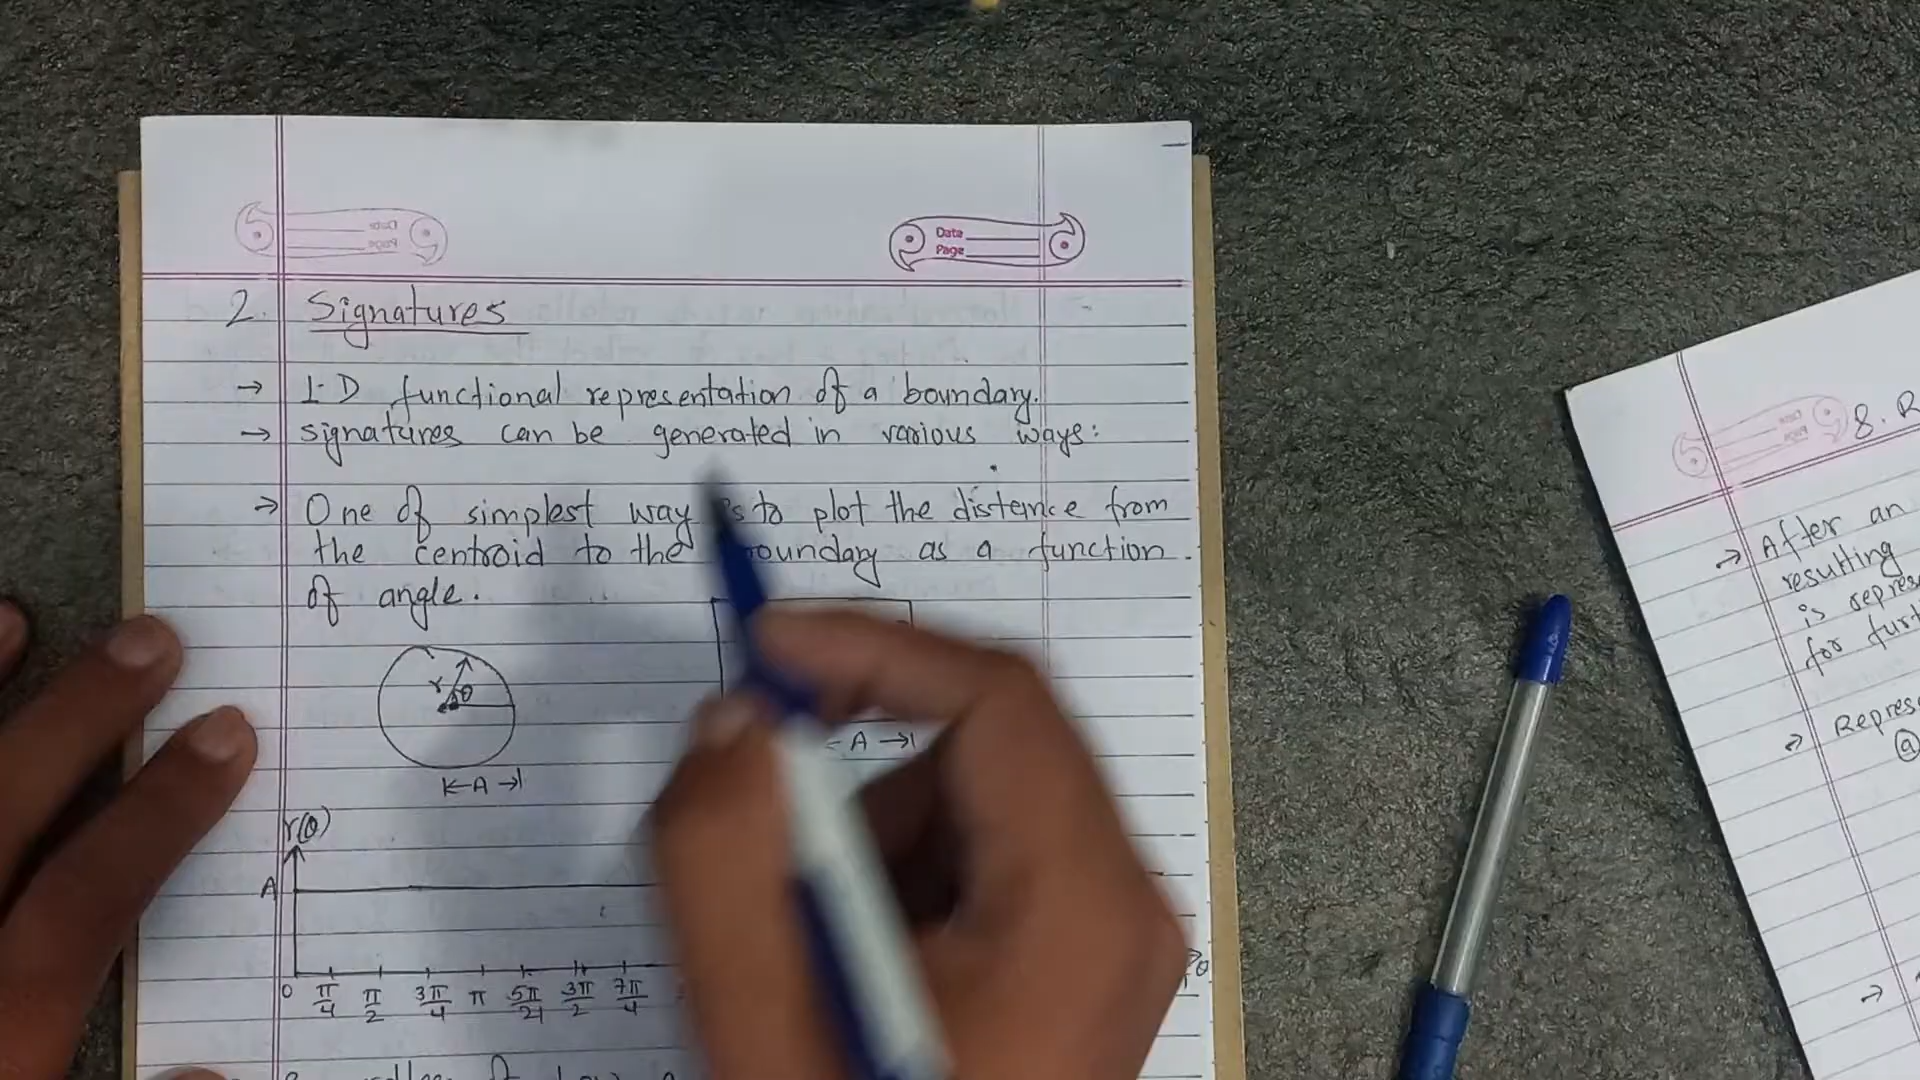 Date
Page
2. Signatures
→ 1-D functional representation of a boundary.
→ signatures can be generated in various ways:
→ One of simplest way is to plot the distance from
the centroid to the boundary as a function
of angle.
r θ
K-A→1
A→1
r(θ)
A
0 π/4 π/2 3π/4 π 5π/4 3π/2 7π/4
θ
8. R
→ After an
resulting
is repres
for furt
→ Repres
(a)
→